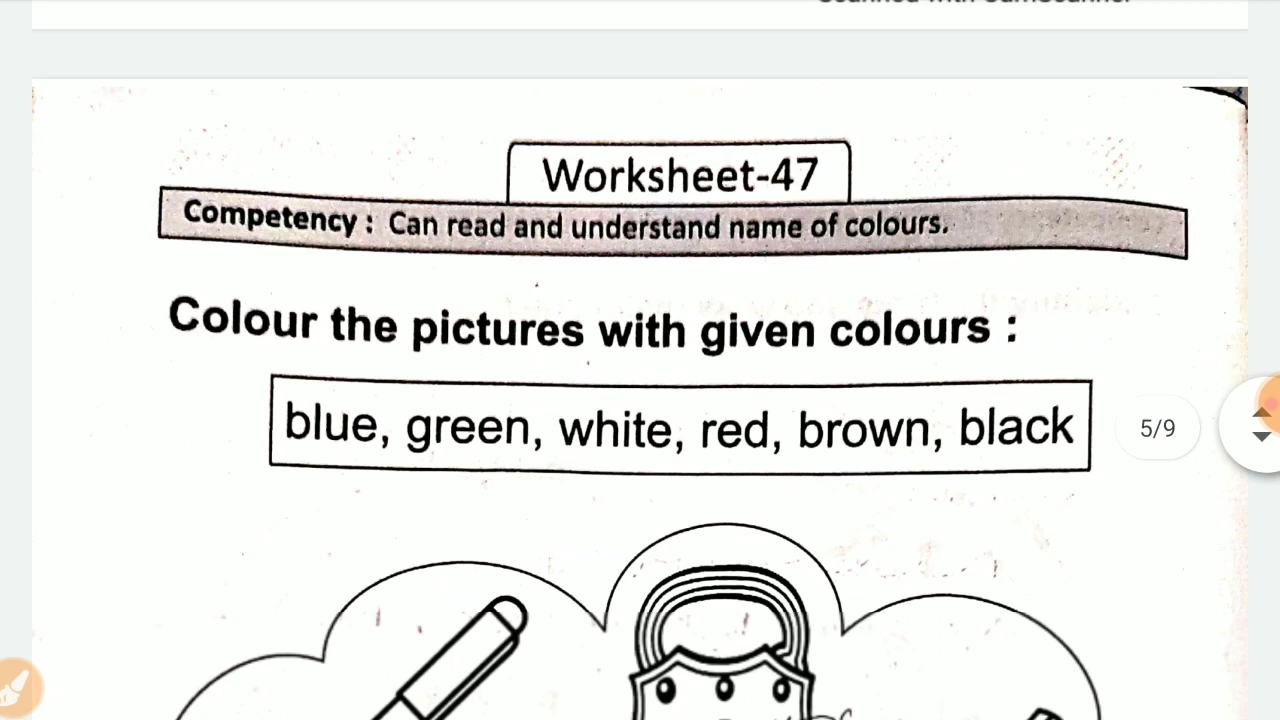 Worksheet-47
Competency : Can read and understand name of colours.
Colour the pictures with given colours :
blue, green, white, red, brown, black
5/9